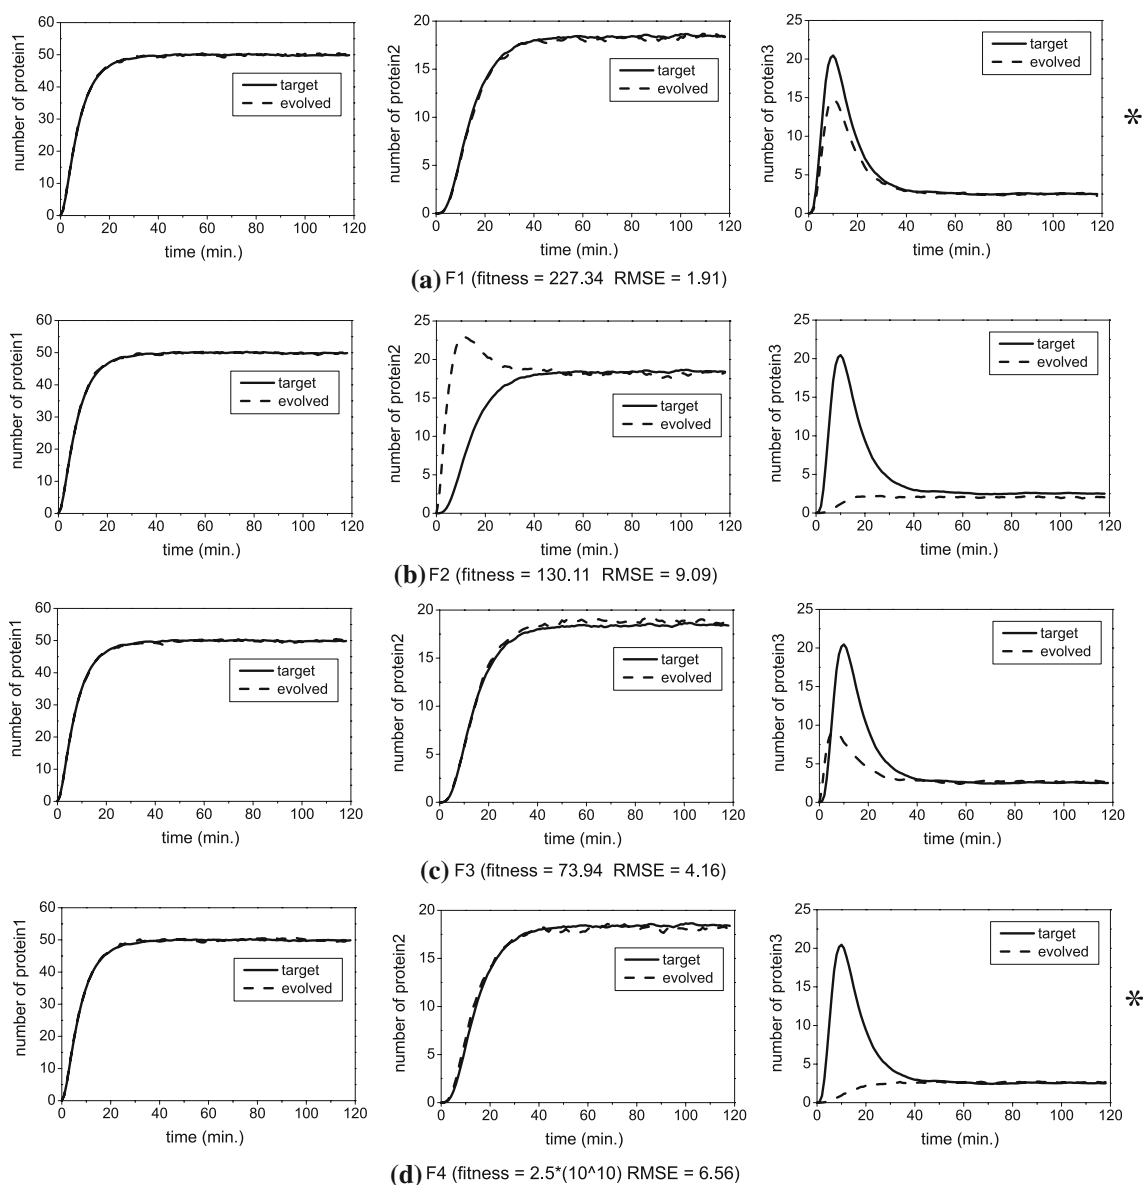 number of protein1
60
50
40
30
20
10
0
target
evolved
0 20 40 60 80 100 120
time (min.)
number of protein2
20
15
10
5
0
target
evolved
0 20 40 60 80 100 120
time (min.)
number of protein3
25
20
15
10
5
0
target
evolved
0 20 40 60 80 100 120
time (min.)
*
(a) F1 (fitness = 227.34 RMSE = 1.91)
number of protein1
60
50
40
30
20
10
0
target
evolved
0 20 40 60 80 100 120
time (min.)
number of protein2
25
20
15
10
5
0
target
evolved
0 20 40 60 80 100 120
time (min.)
number of protein3
25
20
15
10
5
0
target
evolved
0 20 40 60 80 100 120
time (min.)
(b) F2 (fitness = 130.11 RMSE = 9.09)
number of protein1
60
50
40
30
20
10
0
target
evolved
0 20 40 60 80 100 120
time (min.)
number of protein2
20
15
10
5
0
target
evolved
0 20 40 60 80 100 120
time (min.)
number of protein3
25
20
15
10
5
0
target
evolved
0 20 40 60 80 100 120
time (min.)
(c) F3 (fitness = 73.94 RMSE = 4.16)
number of protein1
60
50
40
30
20
10
0
target
evolved
0 20 40 60 80 100 120
time (min.)
number of protein2
20
15
10
5
0
target
evolved
0 20 40 60 80 100 120
time (min.)
number of protein3
25
20
15
10
5
0
target
evolved
0 20 40 60 80 100 120
time (min.)
*
(d) F4 (fitness = 2.5*(10^10) RMSE = 6.56)